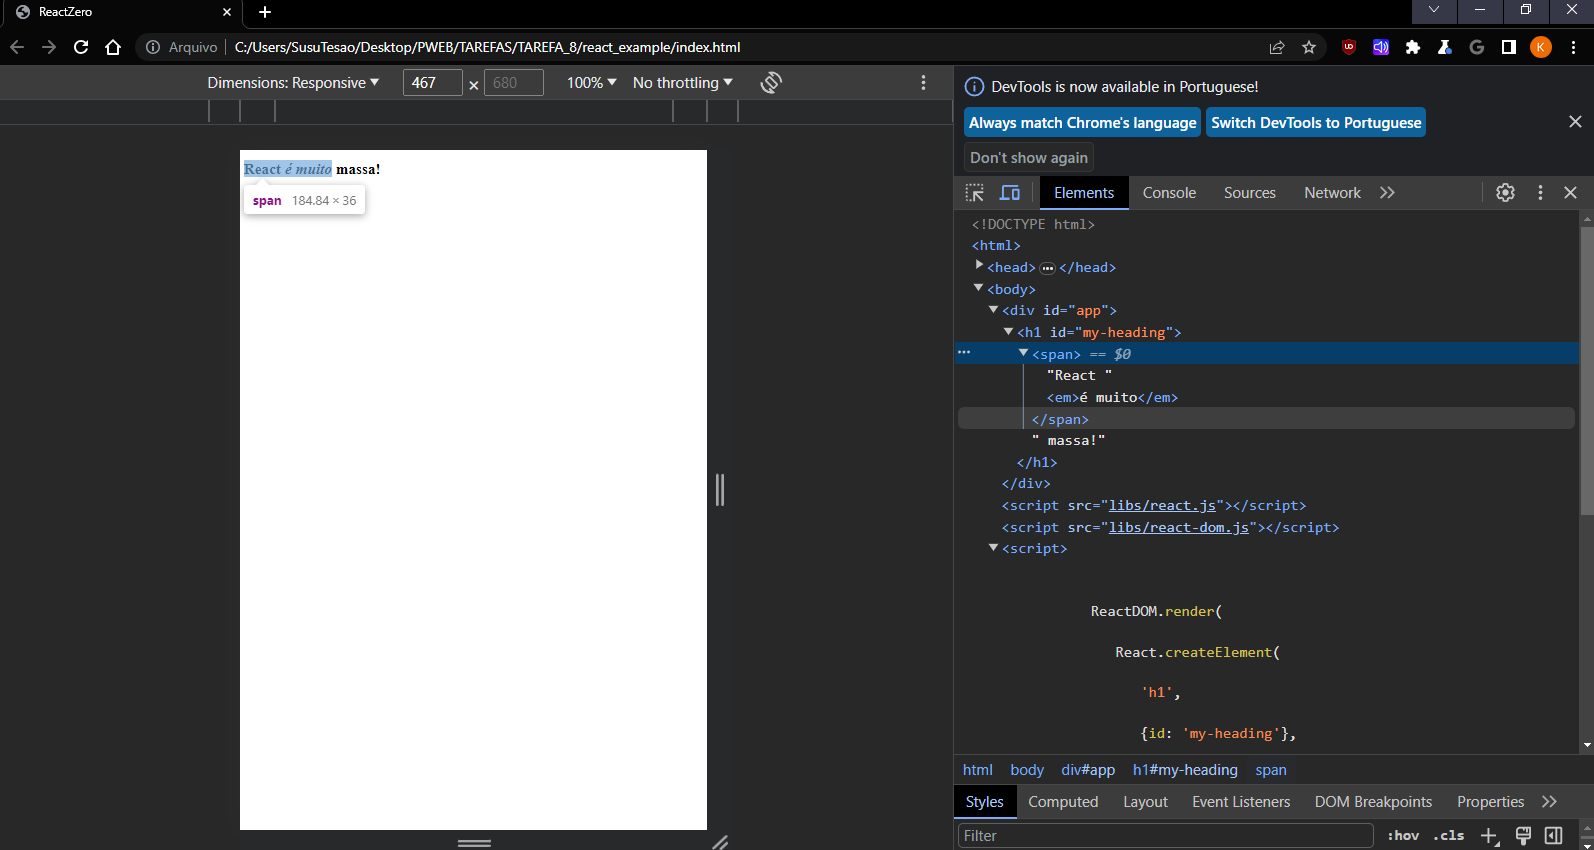 ReactZero
Arquivo C:/Users/SusuTesao/Desktop/PWEB/TAREFAS/TAREFA_8/react_example/index.html
K
Dimensions: Responsive 467 × 680 100% No throttling
React é muito massa!
span 184.84 × 36
DevTools is now available in Portuguese!
Always match Chrome's language Switch DevTools to Portuguese
Don't show again
Elements Console Sources Network
<!DOCTYPE html>
<html>
<head> ••• </head>
<body>
<div id="app">
<h1 id="my-heading">
<span> == $0
"React "
<em>é muito</em>
</span>
" massa!"
</h1>
</div>
<script src="libs/react.js"></script>
<script src="libs/react-dom.js"></script>
<script>
ReactDOM.render(
React.createElement(
'h1',
{id: 'my-heading'},
html body div#app h1#my-heading span
Styles Computed Layout Event Listeners DOM Breakpoints Properties
Filter :hov .cls